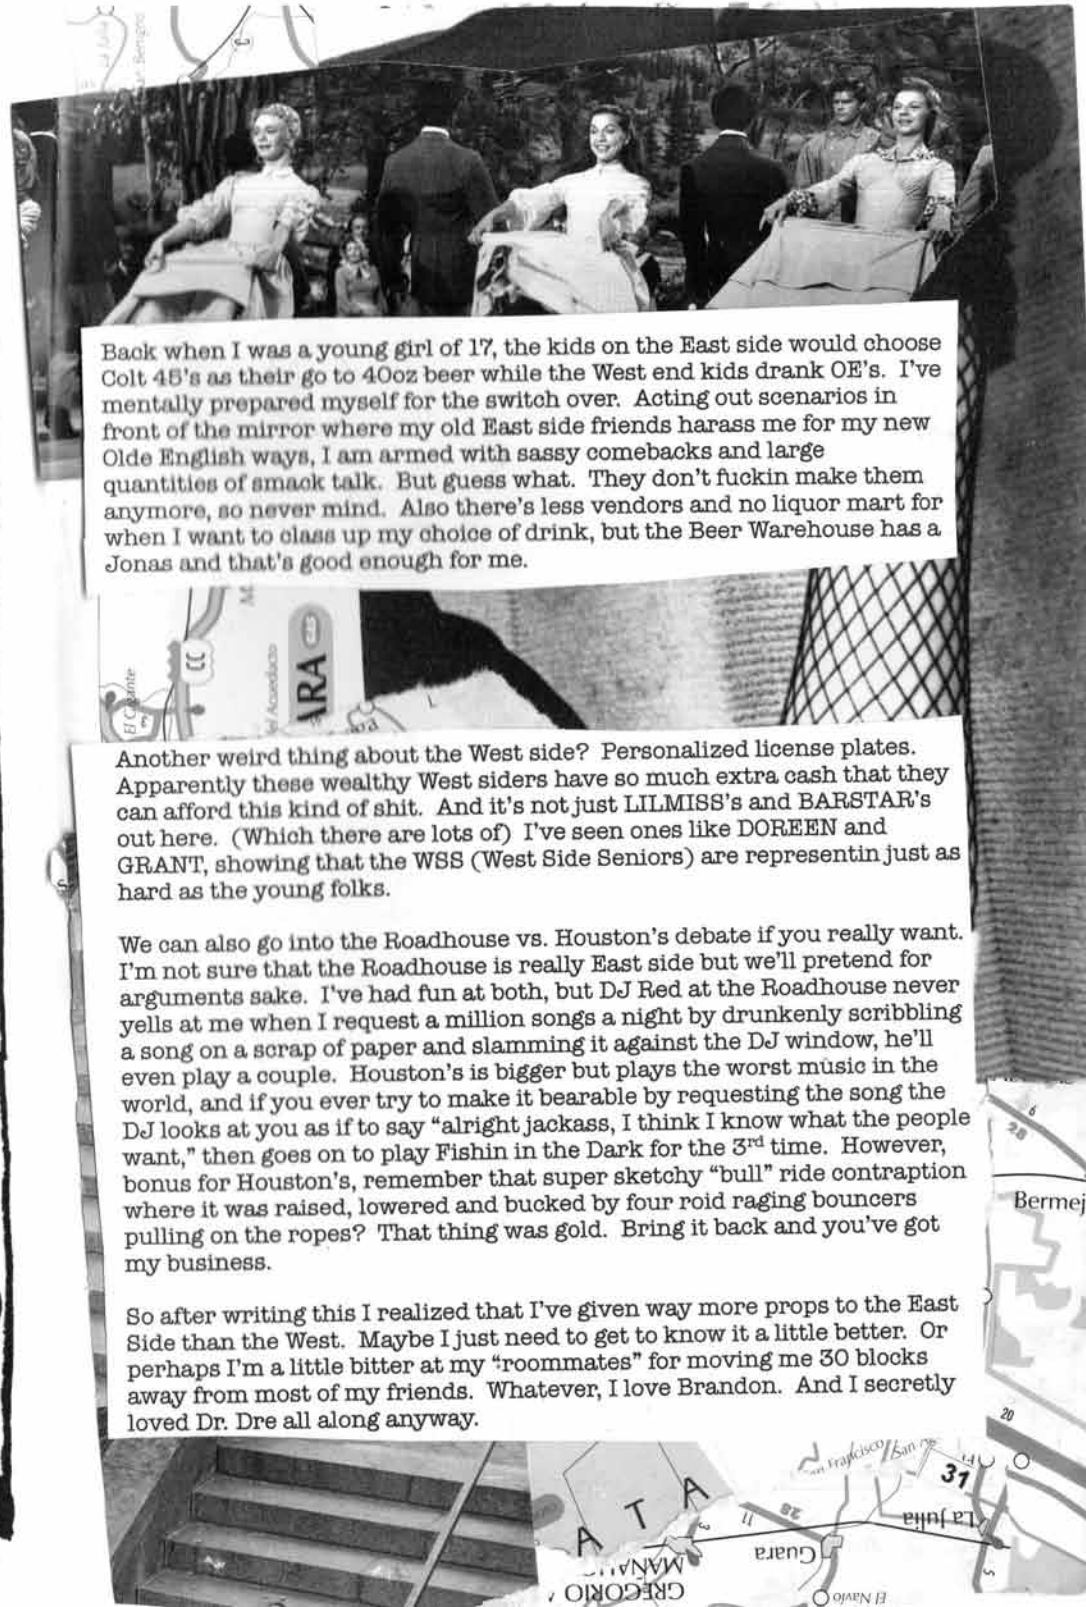 La Julia
Back when I was a young girl of 17, the kids on the East side would choose
Colt 45's as their go to 40oz beer while the West end kids drank OE's. I've
mentally prepared myself for the switch over. Acting out scenarios in
front of the mirror where my old East side friends harass me for my new
Olde English ways, I am armed with sassy comebacks and large
quantities of smack talk. But guess what. They don't fuckin make them
anymore, so never mind. Also there's less vendors and no liquor mart for
when I want to class up my choice of drink, but the Beer Warehouse has a
Jonas and that's good enough for me.
el Acueducto
ARA
Another weird thing about the West side? Personalized license plates.
Apparently these wealthy West siders have so much extra cash that they
can afford this kind of shit. And it's not just LILMISS's and BARSTAR's
out here. (Which there are lots of) I've seen ones like DOREEN and
GRANT, showing that the WSS (West Side Seniors) are representin just as
hard as the young folks.
We can also go into the Roadhouse vs. Houston's debate if you really want.
I'm not sure that the Roadhouse is really East side but we'll pretend for
arguments sake. I've had fun at both, but DJ Red at the Roadhouse never
yells at me when I request a million songs a night by drunkenly scribbling
a song on a scrap of paper and slamming it against the DJ window, he'll
even play a couple. Houston's is bigger but plays the worst music in the
world, and if you ever try to make it bearable by requesting the song the
DJ looks at you as if to say "alright jackass, I think I know what the people
want," then goes on to play Fishin in the Dark for the 3rd time. However,
bonus for Houston's, remember that super sketchy "bull" ride contraption
where it was raised, lowered and bucked by four roid raging bouncers
pulling on the ropes? That thing was gold. Bring it back and you've got
my business.
So after writing this I realized that I've given way more props to the East
Side than the West. Maybe I just need to get to know it a little better. Or
perhaps I'm a little bitter at my "roommates" for moving me 30 blocks
away from most of my friends. Whatever, I love Brandon. And I secretly
loved Dr. Dre all along anyway.
6
28
Bermej
20
31
A T A
3
11
28
La Julia
Guara
5
GREGORIO
El Navío